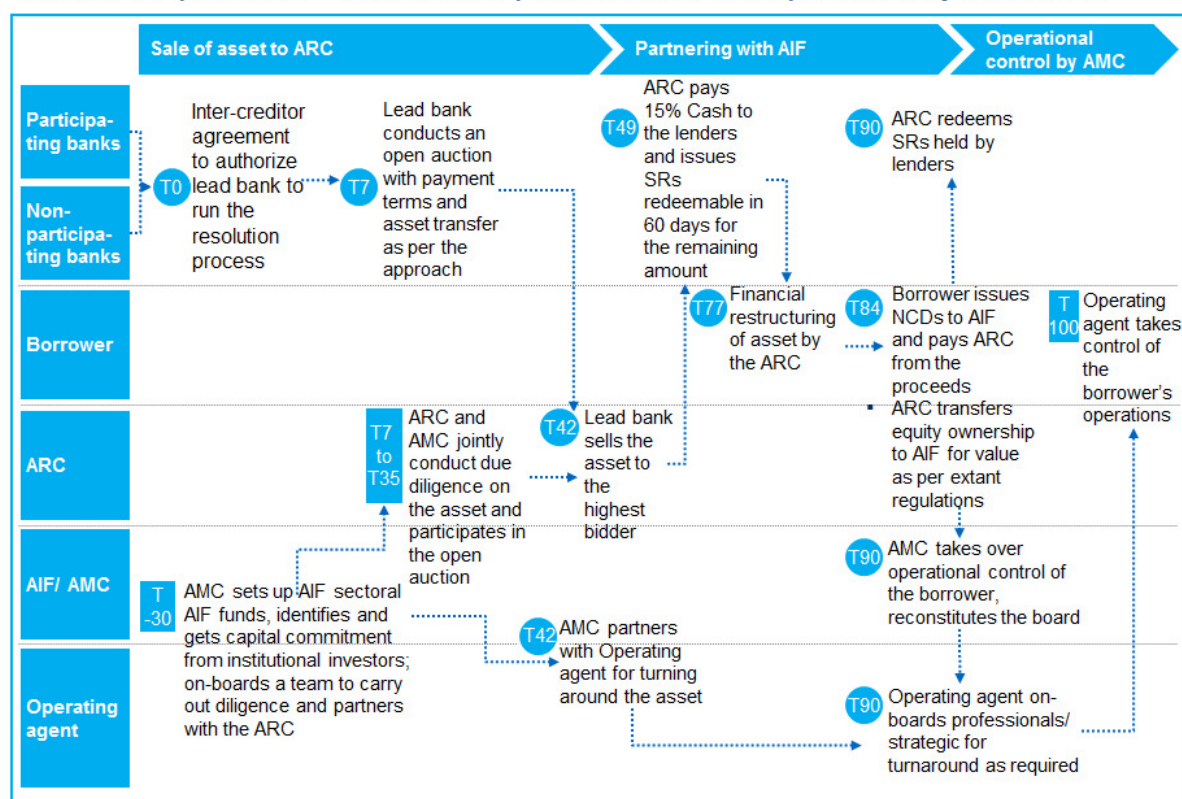 Sale of asset to ARC
Partnering with AIF
Operational
control by AMC
Participa-
ting banks
Non-
participa-
ting banks
T0
Inter-creditor
agreement
to authorize
lead bank to
run the
resolution
process
T7
Lead bank
conducts an
open auction
with payment
terms and
asset transfer
as per the
approach
T49
ARC pays
15% Cash to
the lenders
and issues
SRs
redeemable in
60 days for
the remaining
amount
T90
ARC redeems
SRs held by
lenders
Borrower
T77
Financial
restructuring
of asset by
the ARC
T84
Borrower issues
NCDs to AIF
and pays ARC
from the
proceeds
▪ ARC transfers
equity ownership
to AIF for value
as per extant
regulations
T
100
Operating
agent takes
control of
the
borrower's
operations
ARC
T7
to
T35
ARC and
AMC jointly
conduct due
diligence on
the asset and
participates in
the open
auction
T42
Lead bank
sells the
asset to
the
highest
bidder
AIF/ AMC
T
-30
AMC sets up AIF sectoral
AIF funds, identifies and
gets capital commitment
from institutional investors;
on-boards a team to carry
out diligence and partners
with the ARC
T90
AMC takes over
operational control of
the borrower,
reconstitutes the board
Operating
agent
T42
AMC partners
with Operating
agent for turning
around the asset
T90
Operating agent on-
boards professionals/
strategic for
turnaround as required